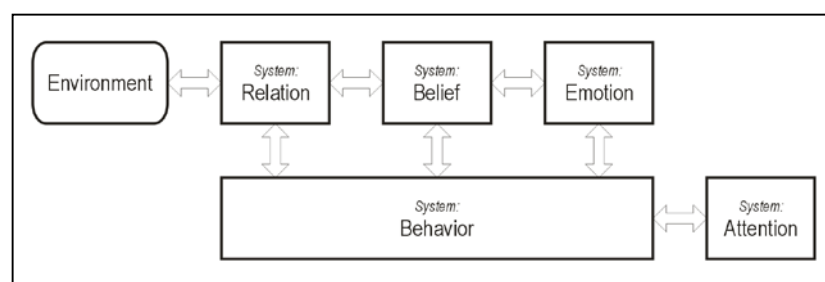 Environment
System:
Relation
System:
Belief
System:
Emotion
System:
Behavior
System:
Attention